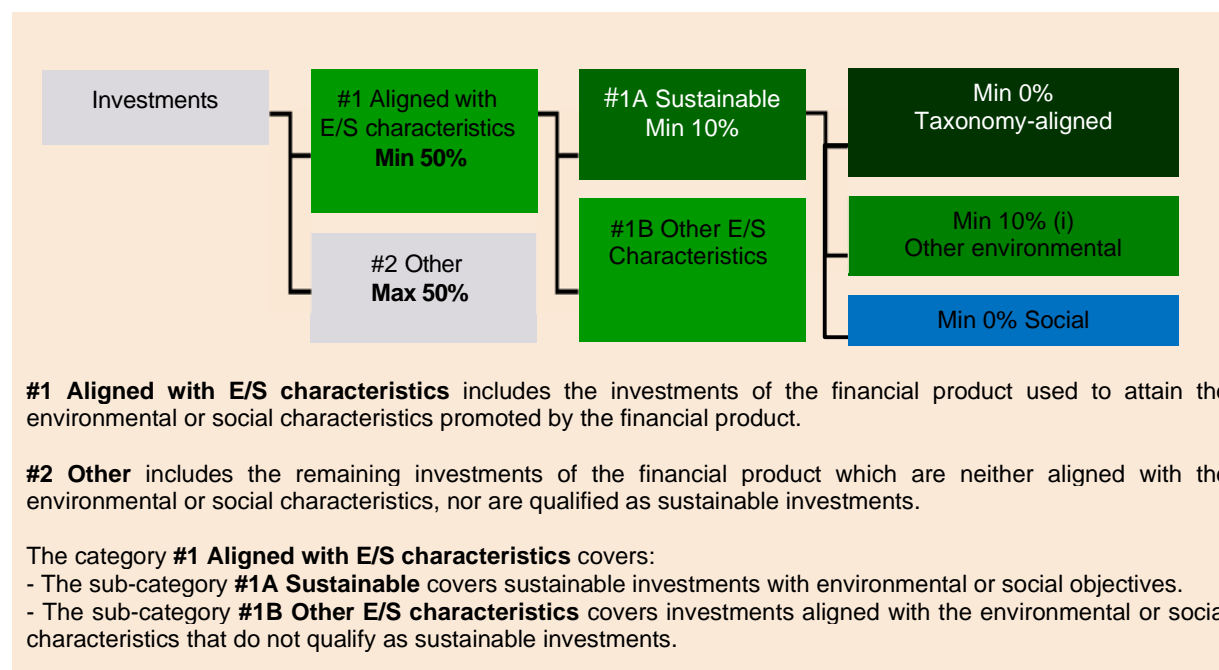 Investments
#1 Aligned with
E/S characteristics
Min 50%
#2 Other
Max 50%
#1A Sustainable
Min 10%
#1B Other E/S
Characteristics
Min 0%
Taxonomy-aligned
Min 10% (i)
Other environmental
Min 0% Social
#1 Aligned with E/S characteristics includes the investments of the financial product used to attain the
environmental or social characteristics promoted by the financial product.
#2 Other includes the remaining investments of the financial product which are neither aligned with the
environmental or social characteristics, nor are qualified as sustainable investments.
The category #1 Aligned with E/S characteristics covers:
- The sub-category #1A Sustainable covers sustainable investments with environmental or social objectives.
- The sub-category #1B Other E/S characteristics covers investments aligned with the environmental or social
characteristics that do not qualify as sustainable investments.